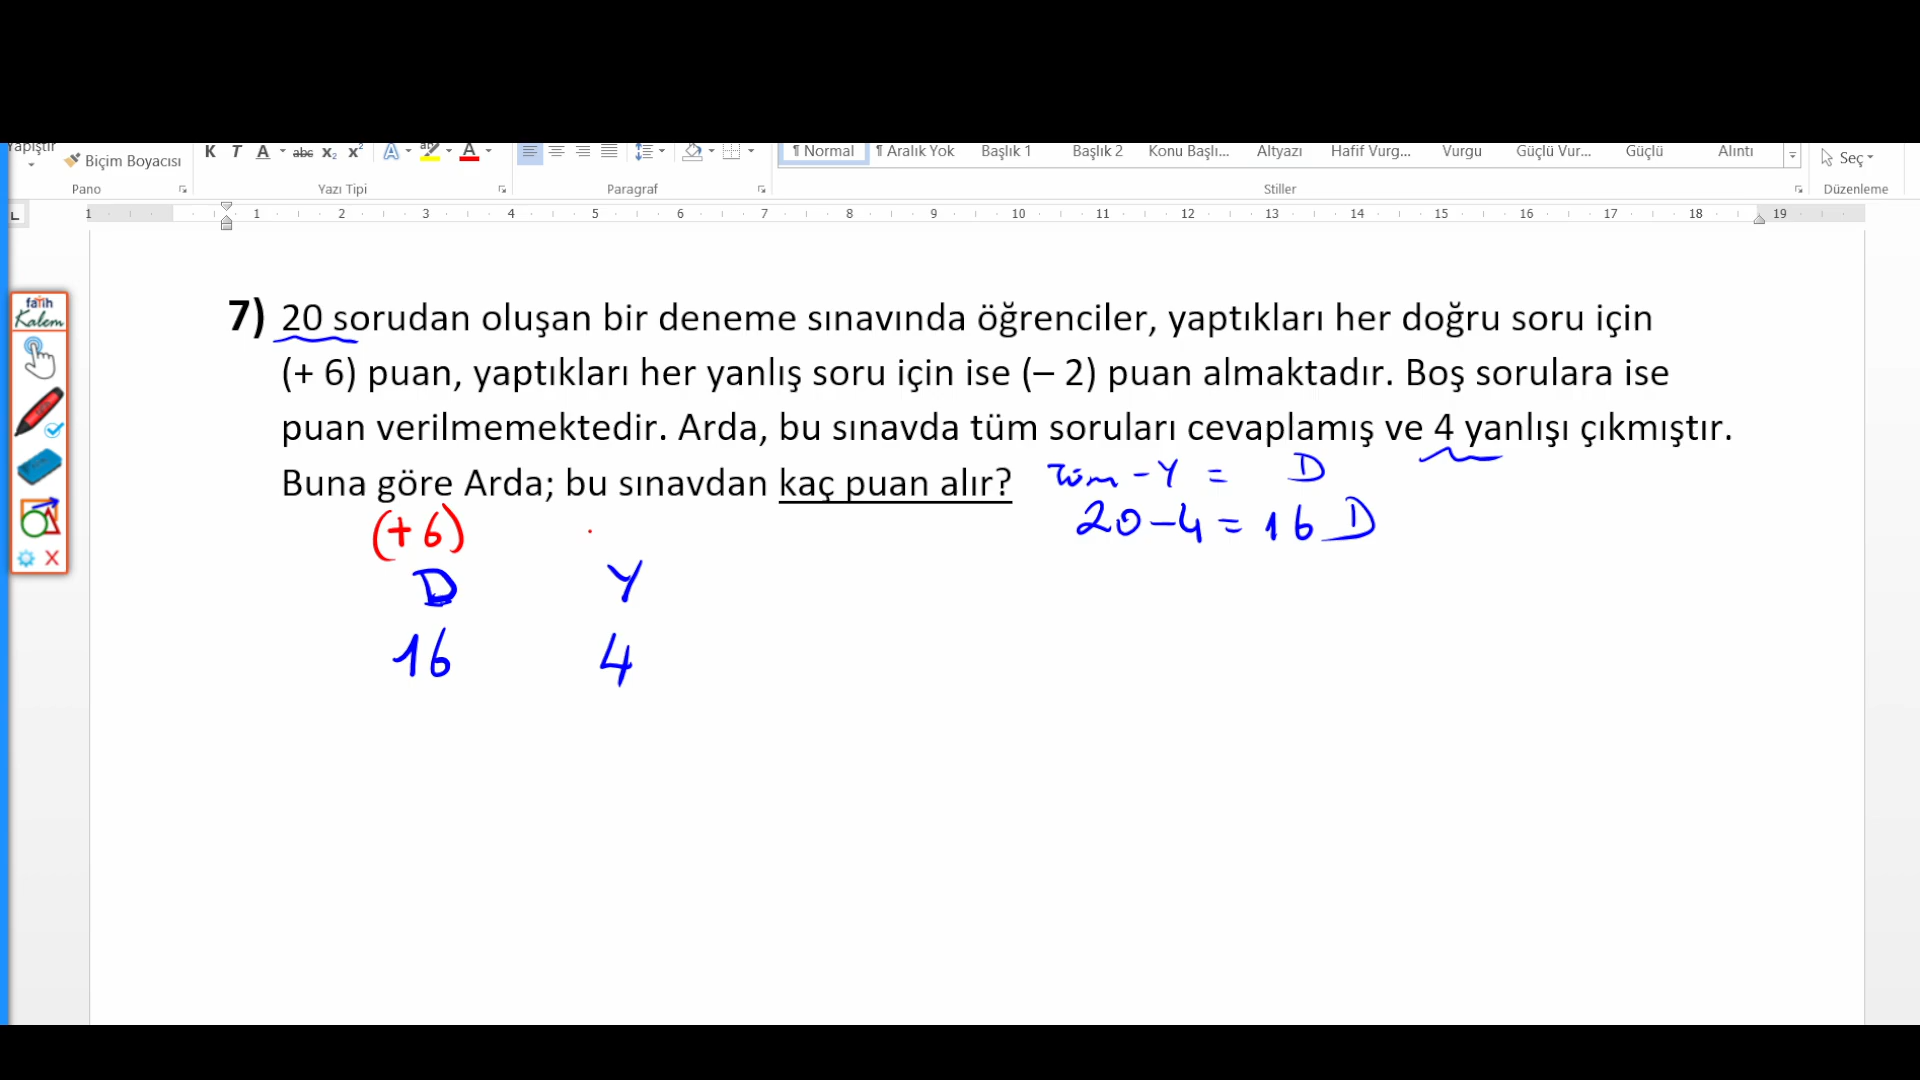 Yapıştır
Biçim Boyacısı
K T A abc x₂ x² A ab A
¶ Normal ¶ Aralık Yok Başlık 1 Başlık 2 Konu Başlı... Altyazı Hafif Vurg... Vurgu Güçlü Vur... Güçlü Alıntı
Seç
Pano Yazı Tipi Paragraf Stiller Düzenleme
1 1 2 3 4 5 6 7 8 9 10 11 12 13 14 15 16 17 18 19
fatih
Kalem
7) 20 sorudan oluşan bir deneme sınavında öğrenciler, yaptıkları her doğru soru için
(+ 6) puan, yaptıkları her yanlış soru için ise (– 2) puan almaktadır. Boş sorulara ise
puan verilmemektedir. Arda, bu sınavda tüm soruları cevaplamış ve 4 yanlışı çıkmıştır.
Buna göre Arda; bu sınavdan kaç puan alır?
Tüm - Y = D
20 - 4 = 16 D
(+ 6)
D Y
16 4